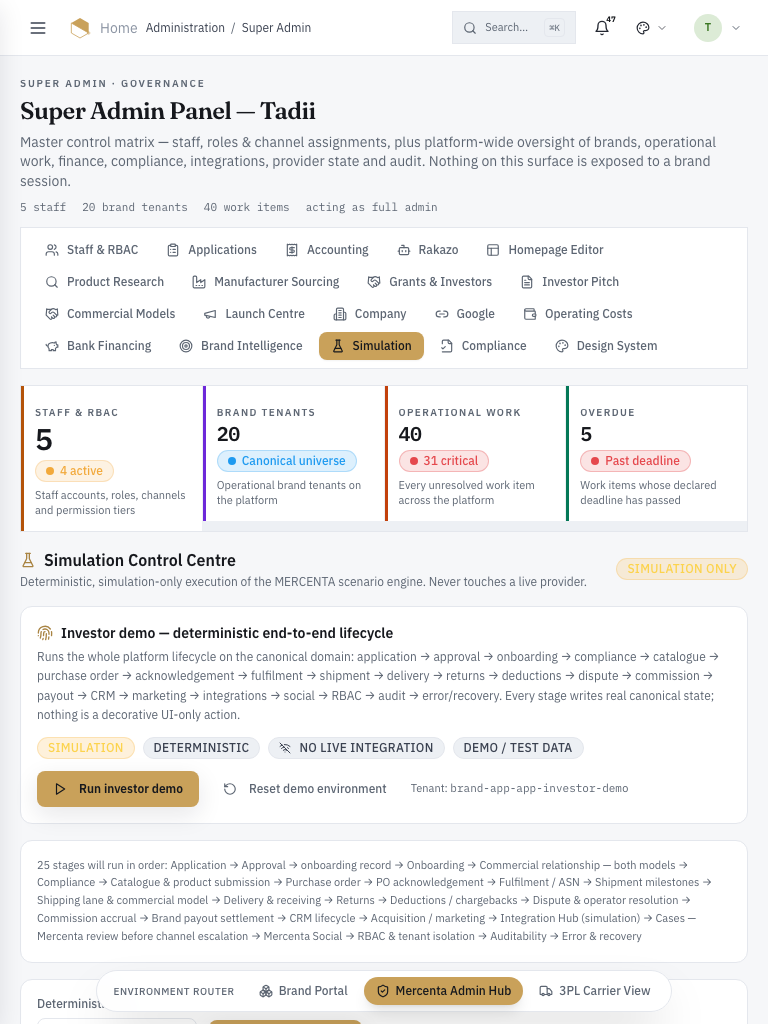 Home Administration / Super Admin Search... ⌘K 47 T
SUPER ADMIN · GOVERNANCE
Super Admin Panel — Tadii
Master control matrix — staff, roles & channel assignments, plus platform-wide oversight of brands, operational
work, finance, compliance, integrations, provider state and audit. Nothing on this surface is exposed to a brand
session.
5 staff 20 brand tenants 40 work items acting as full admin
Staff & RBAC Applications Accounting Rakazo Homepage Editor
Product Research Manufacturer Sourcing Grants & Investors Investor Pitch
Commercial Models Launch Centre Company Google Operating Costs
Bank Financing Brand Intelligence Simulation Compliance Design System
STAFF & RBAC
5
4 active
Staff accounts, roles, channels
and permission tiers
BRAND TENANTS
20
Canonical universe
Operational brand tenants on
the platform
OPERATIONAL WORK
40
31 critical
Every unresolved work item
across the platform
OVERDUE
5
Past deadline
Work items whose declared
deadline has passed
Simulation Control Centre
Deterministic, simulation-only execution of the MERCENTA scenario engine. Never touches a live provider.
SIMULATION ONLY
Investor demo — deterministic end-to-end lifecycle
Runs the whole platform lifecycle on the canonical domain: application → approval → onboarding → compliance → catalogue →
purchase order → acknowledgement → fulfilment → shipment → delivery → returns → deductions → dispute → commission →
payout → CRM → marketing → integrations → social → RBAC → audit → error/recovery. Every stage writes real canonical state;
nothing is a decorative UI-only action.
SIMULATION DETERMINISTIC NO LIVE INTEGRATION DEMO / TEST DATA
Run investor demo Reset demo environment Tenant: brand-app-app-investor-demo
25 stages will run in order: Application → Approval → onboarding record → Onboarding → Commercial relationship — both models →
Compliance → Catalogue & product submission → Purchase order → PO acknowledgement → Fulfilment / ASN → Shipment milestones →
Shipping lane & commercial model → Delivery & receiving → Returns → Deductions / chargebacks → Dispute & operator resolution →
Commission accrual → Brand payout settlement → CRM lifecycle → Acquisition / marketing → Integration Hub (simulation) → Cases —
Mercenta review before channel escalation → Mercenta Social → RBAC & tenant isolation → Auditability → Error & recovery
ENVIRONMENT ROUTER Brand Portal Mercenta Admin Hub 3PL Carrier View